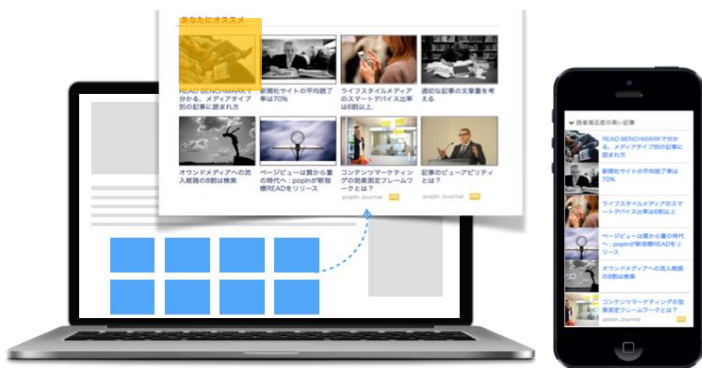 あなたにオススメ
READ BENCHMARKで
分かる、メディアタイプ
別の記事に読まれ方
新聞社サイトの平均読了
率は70%
ライフスタイルメディア
のスマートデバイス比率
は6割以上
適切な記事の文章量を考
える
オウンドメディアへの流
入経路の8割は検索
ページビューは質から量
の時代へ：popInが新指
標READをリリース
コンテンツマーケティン
グの効果測定フレームワ
ークとは？
popIn Journal PR
記事のビューアビリティ
とは？
popIn Journal PR
読者満足度の高い記事
READ BENCHMARKで分か
る、メディアタイプ別の記事に
読まれ方
新聞社サイトの平均読了率は
70%
ライフスタイルメディアのスマ
ートデバイス比率は6割以上
ページビューは質から量の時代
へ：popInが新指標READをリ
リース
オウンドメディアへの流入経路
の8割は検索
コンテンツマーケティングの効
果測定フレームワークとは？
popIn Journal PR